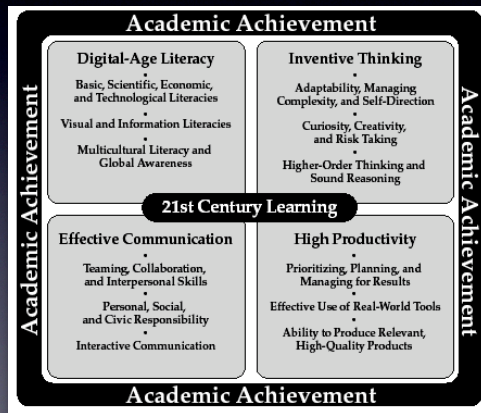 Academic Achievement
Academic Achievement
Digital-Age Literacy
•
Basic, Scientific, Economic,
and Technological Literacies
•
Visual and Information Literacies
•
Multicultural Literacy and
Global Awareness
Inventive Thinking
•
Adaptability, Managing
Complexity, and Self-Direction
•
Curiosity, Creativity,
and Risk Taking
•
Higher-Order Thinking and
Sound Reasoning
21st Century Learning
Effective Communication
•
Teaming, Collaboration,
and Interpersonal Skills
•
Personal, Social,
and Civic Responsibility
•
Interactive Communication
High Productivity
•
Prioritizing, Planning, and
Managing for Results
•
Effective Use of Real-World Tools
•
Ability to Produce Relevant,
High-Quality Products
Academic Achievement
Academic Achievement